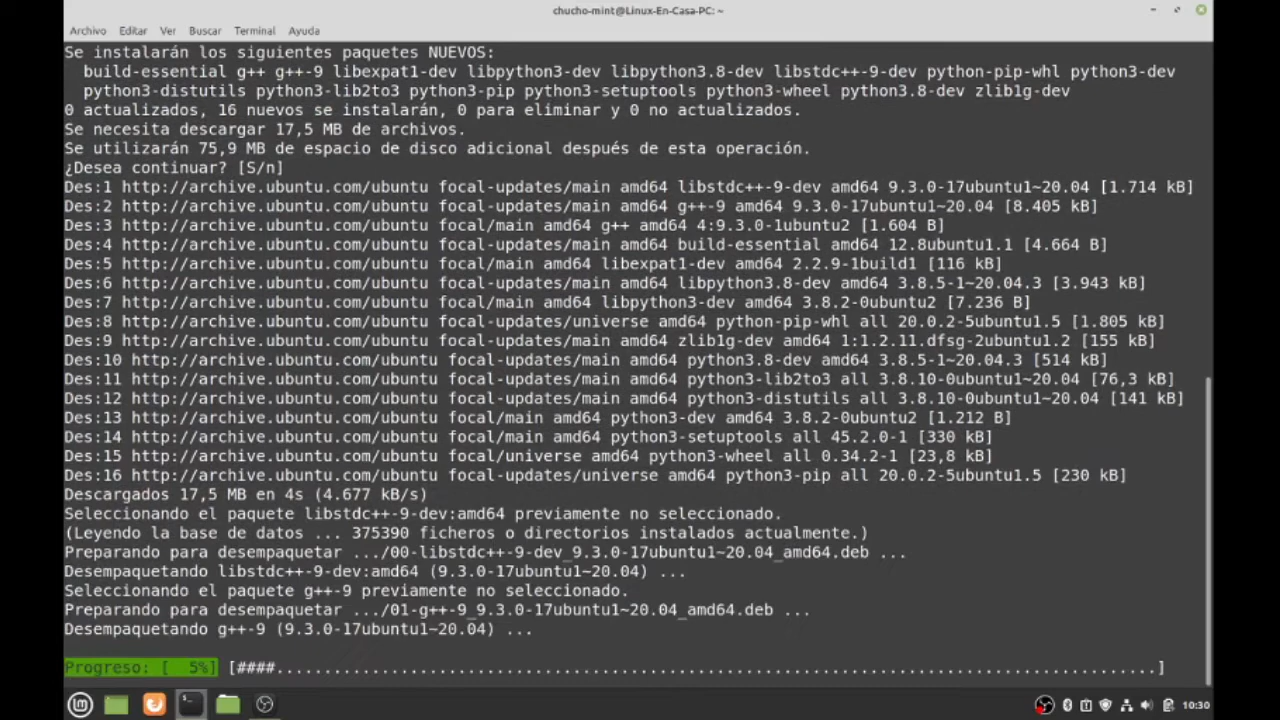 chucho-mint@Linux-En-Casa-PC: ~
Archivo Editar Ver Buscar Terminal Ayuda
Se instalarán los siguientes paquetes NUEVOS:
build-essential g++ g++-9 libexpat1-dev libpython3-dev libpython3.8-dev libstdc++-9-dev python-pip-whl python3-dev
python3-distutils python3-lib2to3 python3-pip python3-setuptools python3-wheel python3.8-dev zlib1g-dev
0 actualizados, 16 nuevos se instalarán, 0 para eliminar y 0 no actualizados.
Se necesita descargar 17,5 MB de archivos.
Se utilizarán 75,9 MB de espacio de disco adicional después de esta operación.
¿Desea continuar? [S/n]
Des:1 http://archive.ubuntu.com/ubuntu focal-updates/main amd64 libstdc++-9-dev amd64 9.3.0-17ubuntu1~20.04 [1.714 kB]
Des:2 http://archive.ubuntu.com/ubuntu focal-updates/main amd64 g++-9 amd64 9.3.0-17ubuntu1~20.04 [8.405 kB]
Des:3 http://archive.ubuntu.com/ubuntu focal/main amd64 g++ amd64 4:9.3.0-1ubuntu2 [1.604 B]
Des:4 http://archive.ubuntu.com/ubuntu focal-updates/main amd64 build-essential amd64 12.8ubuntu1.1 [4.664 B]
Des:5 http://archive.ubuntu.com/ubuntu focal/main amd64 libexpat1-dev amd64 2.2.9-1build1 [116 kB]
Des:6 http://archive.ubuntu.com/ubuntu focal-updates/main amd64 libpython3.8-dev amd64 3.8.5-1~20.04.3 [3.943 kB]
Des:7 http://archive.ubuntu.com/ubuntu focal/main amd64 libpython3-dev amd64 3.8.2-0ubuntu2 [7.236 B]
Des:8 http://archive.ubuntu.com/ubuntu focal-updates/universe amd64 python-pip-whl all 20.0.2-5ubuntu1.5 [1.805 kB]
Des:9 http://archive.ubuntu.com/ubuntu focal-updates/main amd64 zlib1g-dev amd64 1:1.2.11.dfsg-2ubuntu1.2 [155 kB]
Des:10 http://archive.ubuntu.com/ubuntu focal-updates/main amd64 python3.8-dev amd64 3.8.5-1~20.04.3 [514 kB]
Des:11 http://archive.ubuntu.com/ubuntu focal-updates/main amd64 python3-lib2to3 all 3.8.10-0ubuntu1~20.04 [76,3 kB]
Des:12 http://archive.ubuntu.com/ubuntu focal-updates/main amd64 python3-distutils all 3.8.10-0ubuntu1~20.04 [141 kB]
Des:13 http://archive.ubuntu.com/ubuntu focal/main amd64 python3-dev amd64 3.8.2-0ubuntu2 [1.212 B]
Des:14 http://archive.ubuntu.com/ubuntu focal/main amd64 python3-setuptools all 45.2.0-1 [330 kB]
Des:15 http://archive.ubuntu.com/ubuntu focal/universe amd64 python3-wheel all 0.34.2-1 [23,8 kB]
Des:16 http://archive.ubuntu.com/ubuntu focal-updates/universe amd64 python3-pip all 20.0.2-5ubuntu1.5 [230 kB]
Descargados 17,5 MB en 4s (4.677 kB/s)
Seleccionando el paquete libstdc++-9-dev:amd64 previamente no seleccionado.
(Leyendo la base de datos ... 375390 ficheros o directorios instalados actualmente.)
Preparando para desempaquetar .../00-libstdc++-9-dev_9.3.0-17ubuntu1~20.04_amd64.deb ...
Desempaquetando libstdc++-9-dev:amd64 (9.3.0-17ubuntu1~20.04) ...
Seleccionando el paquete g++-9 previamente no seleccionado.
Preparando para desempaquetar .../01-g++-9_9.3.0-17ubuntu1~20.04_amd64.deb ...
Desempaquetando g++-9 (9.3.0-17ubuntu1~20.04) ...
Progreso: [  5%] [####..............................................................................................]
10:30